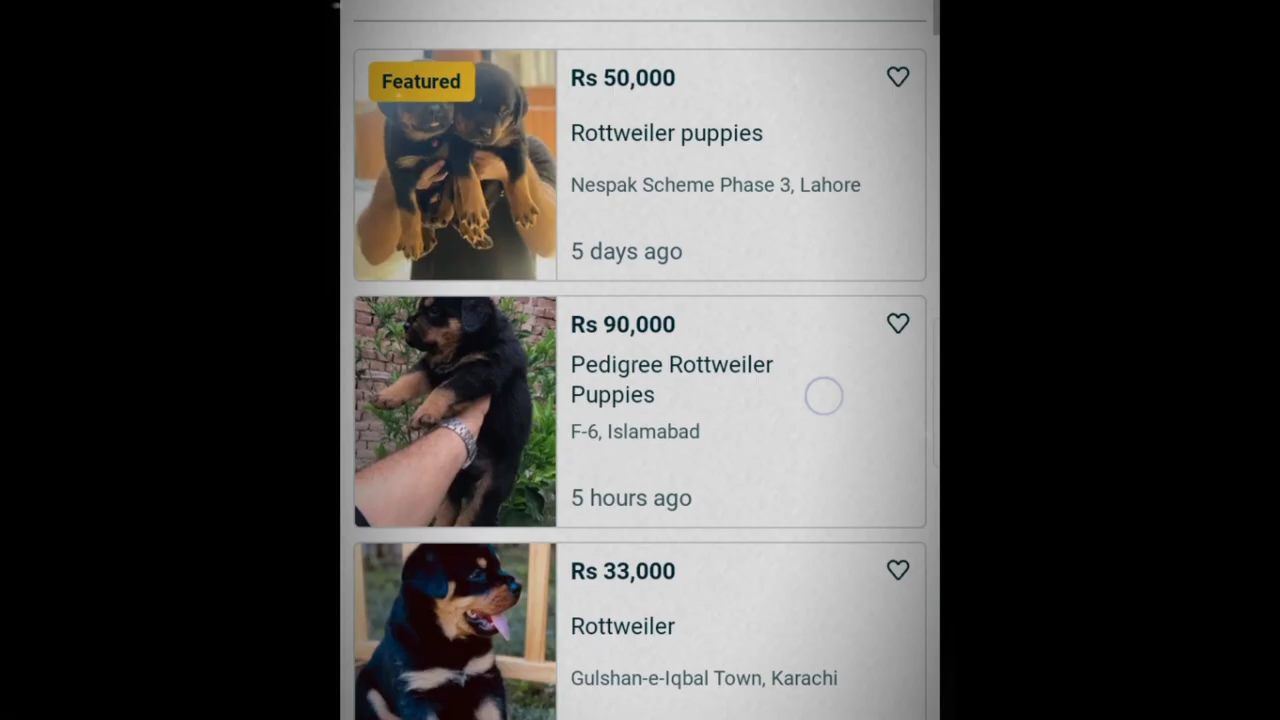 Featured
Rs 50,000
Rottweiler puppies
Nespak Scheme Phase 3, Lahore
5 days ago
Rs 90,000
Pedigree Rottweiler
Puppies
F-6, Islamabad
5 hours ago
Rs 33,000
Rottweiler
Gulshan-e-Iqbal Town, Karachi